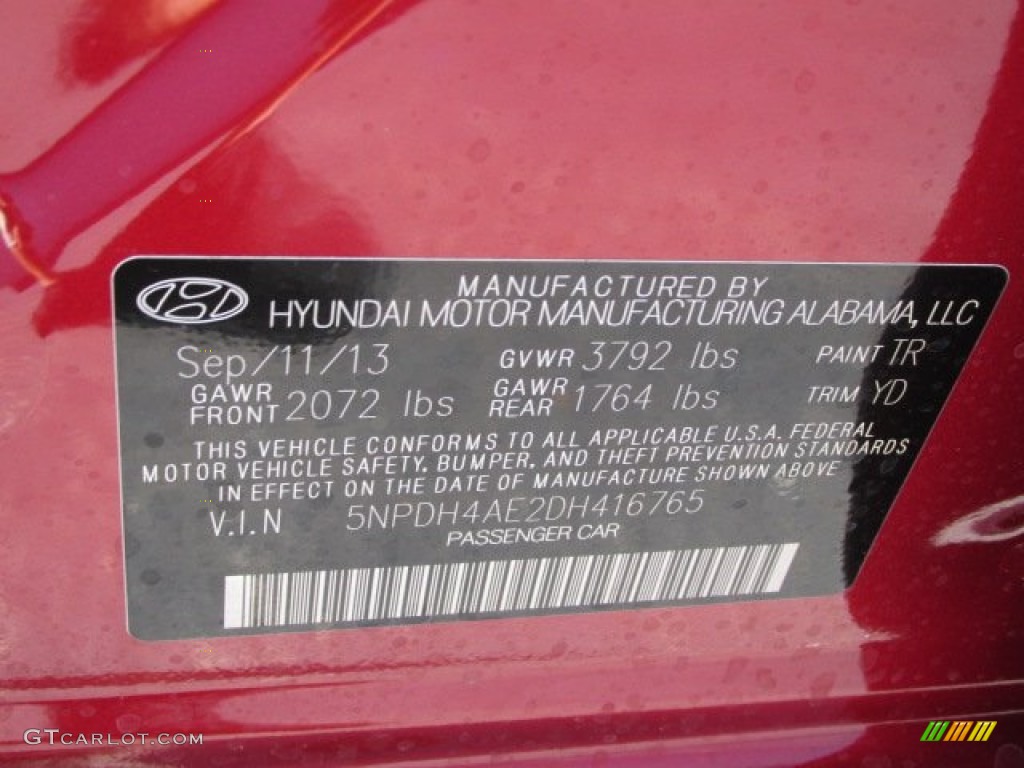 MANUFACTURED BY
HYUNDAI MOTOR MANUFACTURING ALABAMA, LLC
Sep/11/13 GVWR 3792 lbs PAINT TR
GAWR FRONT 2072 lbs GAWR REAR 1764 lbs TRIM YD
THIS VEHICLE CONFORMS TO ALL APPLICABLE U.S.A. FEDERAL
MOTOR VEHICLE SAFETY, BUMPER, AND THEFT PREVENTION STANDARDS
IN EFFECT ON THE DATE OF MANUFACTURE SHOWN ABOVE
V.I.N 5NPDH4AE2DH416765
PASSENGER CAR
GTCARLOT.COM